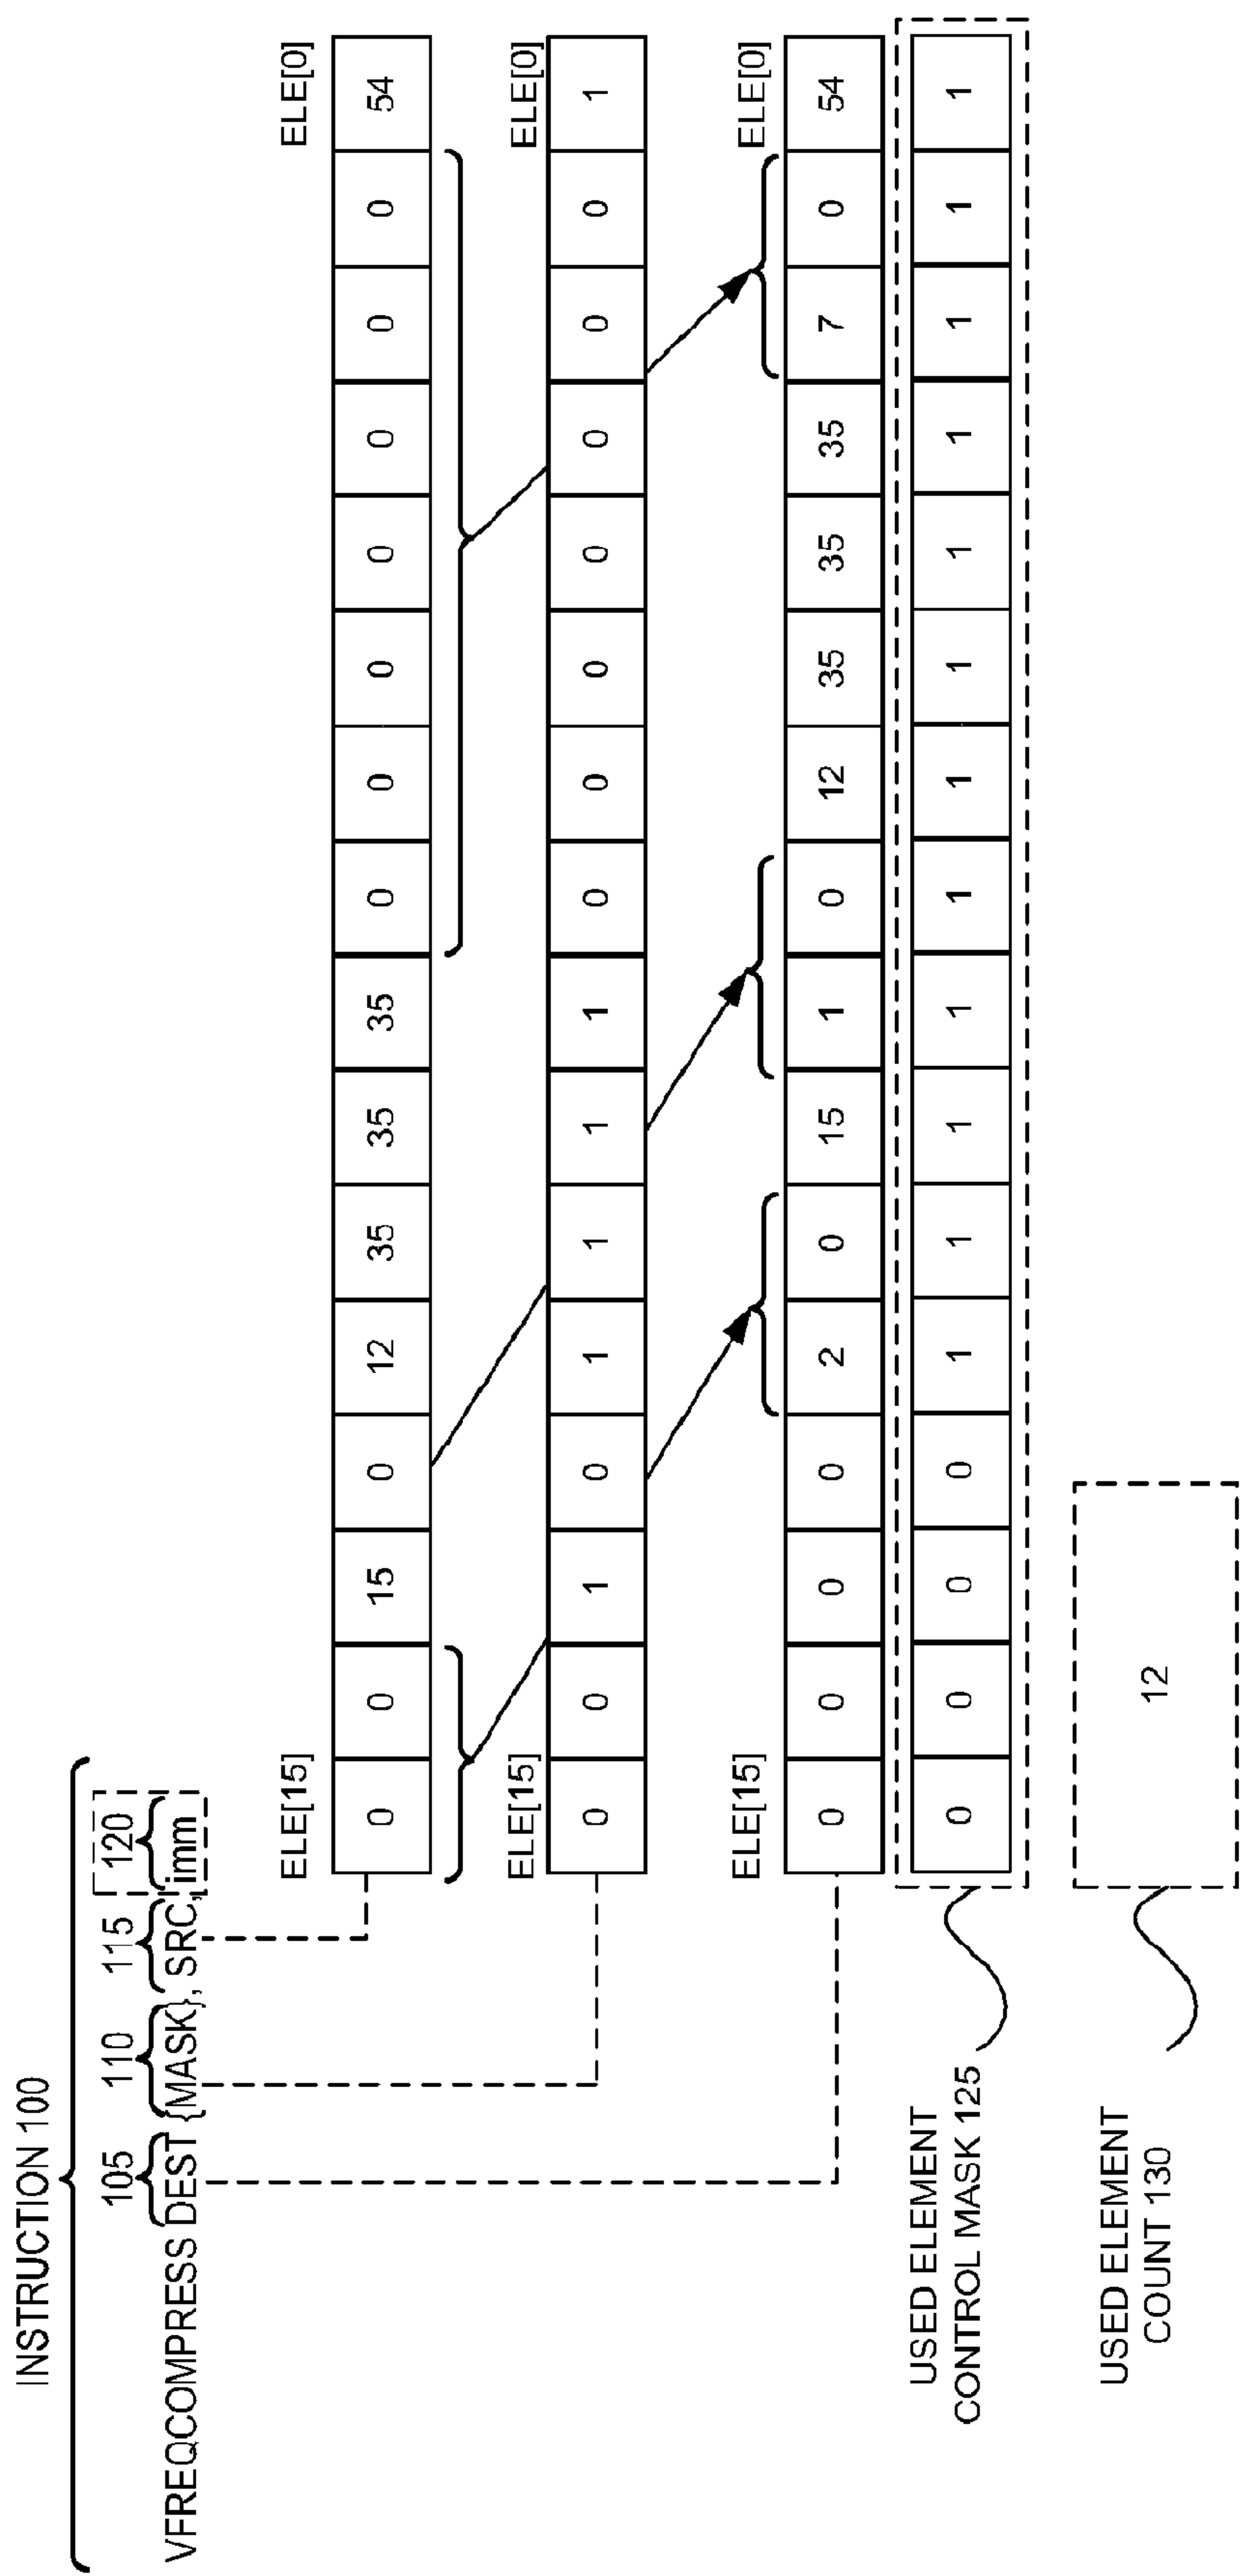 INSTRUCTION 100
105 110 115 120
VFREQCOMPRESS DEST {MASK}, SRC, imm
ELE[15] ELE[0]
0 0 15 0 12 35 35 35 0 0 0 0 0 0 0 54
ELE[15] ELE[0]
0 0 1 0 1 1 1 1 0 0 0 0 0 0 0 1
ELE[15] ELE[0]
0 0 0 0 2 0 15 1 0 12 35 35 35 7 0 54
USED ELEMENT
CONTROL MASK 125
0 0 0 0 1 1 1 1 1 1 1 1 1 1 1 1
USED ELEMENT
COUNT 130
12